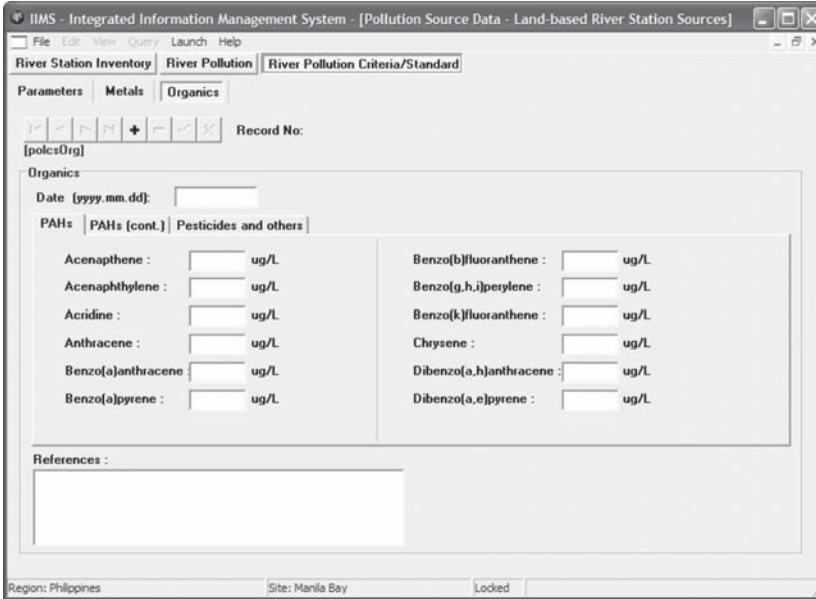 IIMS - Integrated Information Management System - [Pollution Source Data - Land-based River Station Sources]
File Edit View Query Launch Help
River Station Inventory River Pollution River Pollution Criteria/Standard
Parameters Metals Organics
Record No:
[polcsOrg]
Organics
Date (yyyy.mm.dd):
PAHs PAHs (cont.) Pesticides and others
Acenapthene : ug/L Benzo(b)fluoranthene : ug/L
Acenaphthylene : ug/L Benzo(g,h,i)perylene : ug/L
Acridine : ug/L Benzo(k)fluoranthene : ug/L
Anthracene : ug/L Chrysene : ug/L
Benzo(a)anthracene : ug/L Dibenzo(a,h)anthracene : ug/L
Benzo(a)pyrene : ug/L Dibenzo(a,e)pyrene : ug/L
References :
Region: Philippines Site: Manila Bay Locked